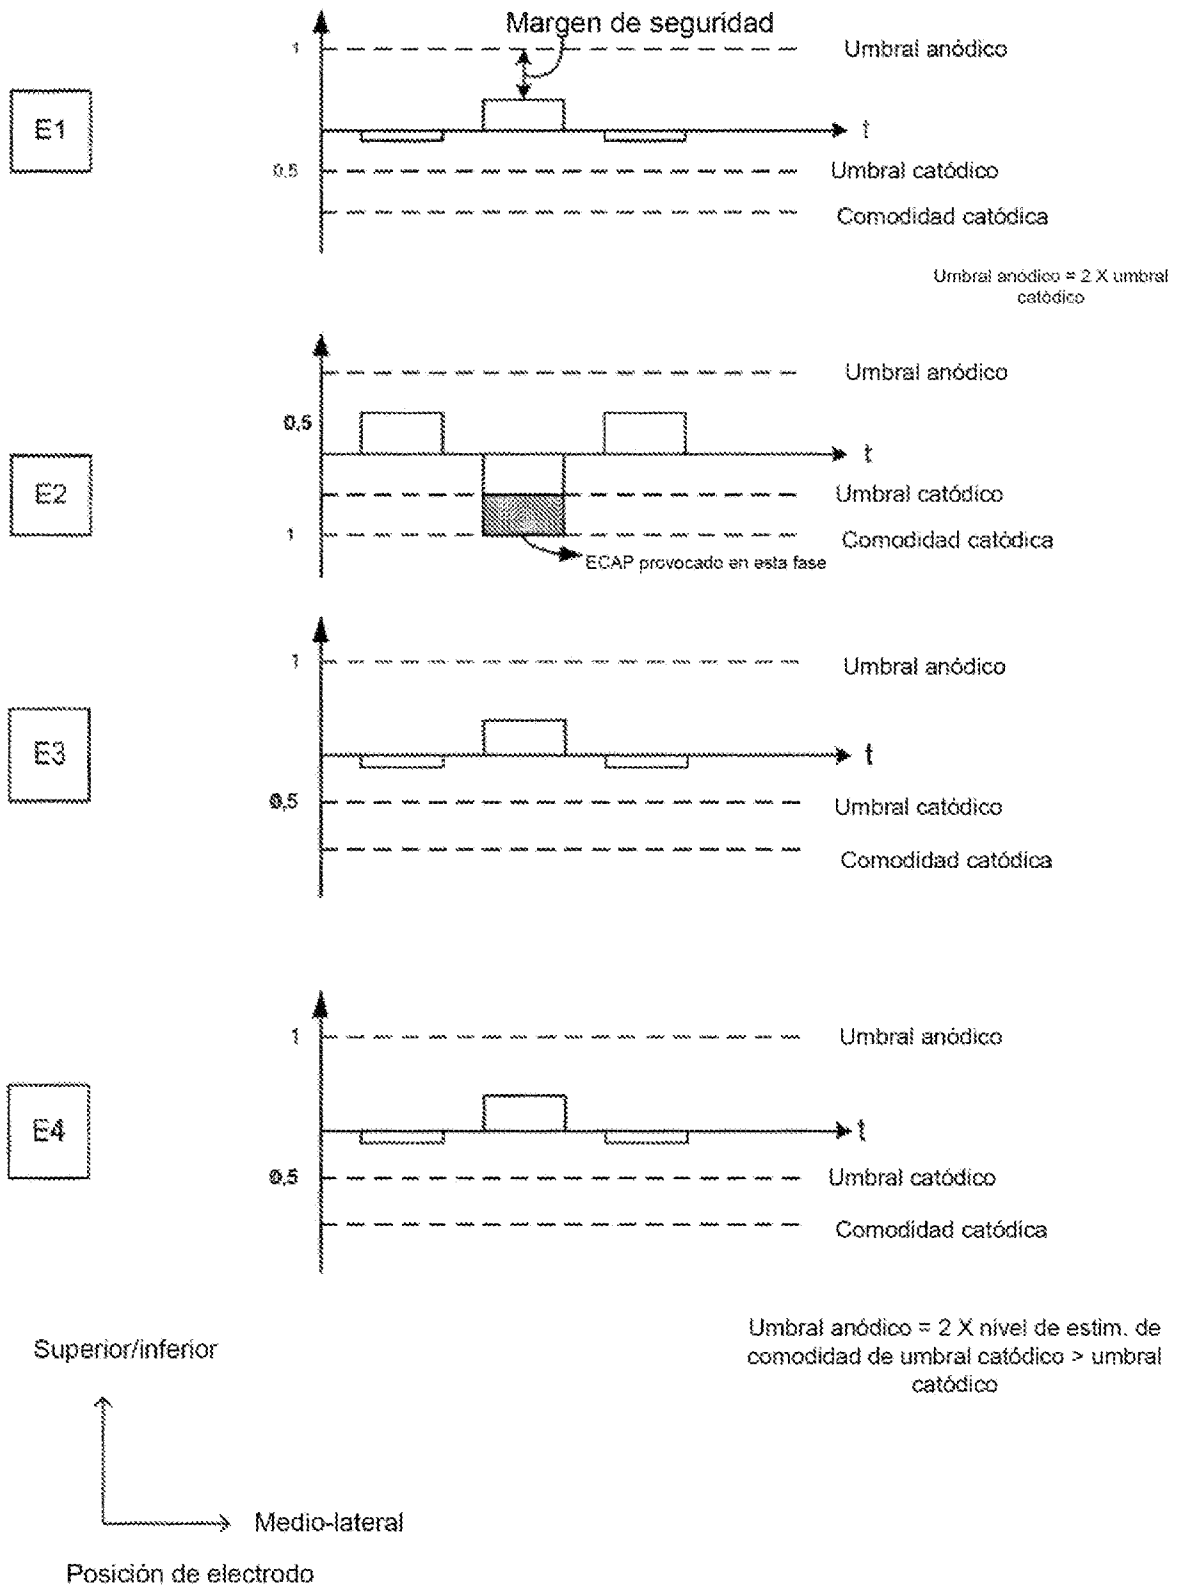 Margen de seguridad
1
Umbral anódico
E1
t
0,5
Umbral catódico
Comodidad catódica
Umbral anódico = 2 X umbral
catódico
Umbral anódico
0,5
t
E2
Umbral catódico
1
Comodidad catódica
ECAP provocado en esta fase
1
Umbral anódico
E3
t
0,5
Umbral catódico
Comodidad catódica
1
Umbral anódico
E4
t
0,5
Umbral catódico
Comodidad catódica
Umbral anódico = 2 X nivel de estim. de
comodidad de umbral catódico > umbral
catódico
Superior/inferior
Medio-lateral
Posición de electrodo